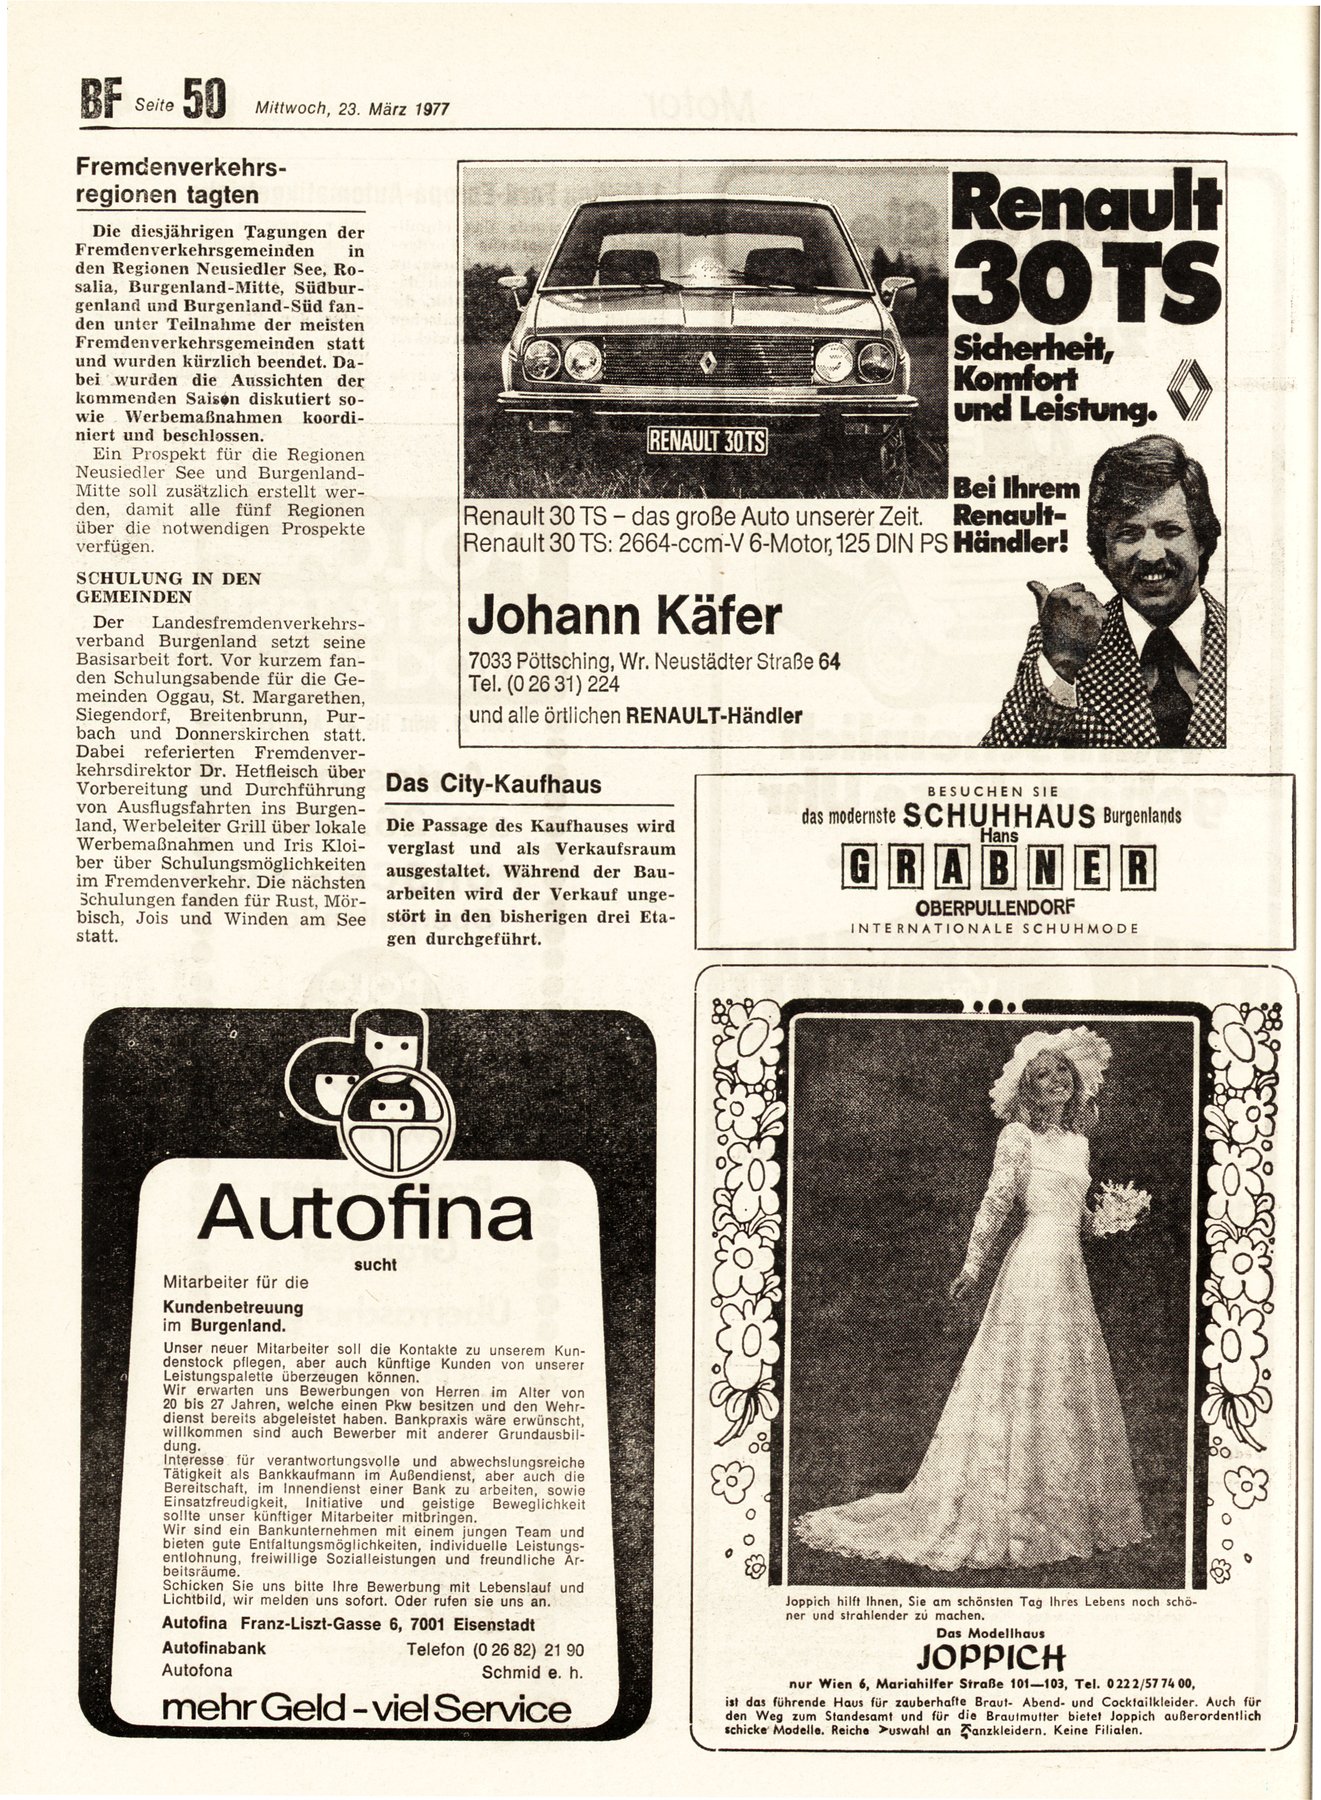 BF Seite 50 Mittwoch, 23. März 1977
Fremdenverkehrs-
regionen tagten
Die diesjährigen Tagungen der
Fremdenverkehrsgemeinden in
den Regionen Neusiedler See, Ro-
salia, Burgenland-Mitte, Südbur-
genland und Burgenland-Süd fan-
den unter Teilnahme der meisten
Fremdenverkehrsgemeinden statt
und wurden kürzlich beendet. Da-
bei wurden die Aussichten der
kommenden Saison diskutiert so-
wie Werbemaßnahmen koordi-
niert und beschlossen.
Ein Prospekt für die Regionen
Neusiedler See und Burgenland-
Mitte soll zusätzlich erstellt wer-
den, damit alle fünf Regionen
über die notwendigen Prospekte
verfügen.
SCHULUNG IN DEN
GEMEINDEN
Der Landesfremdenverkehrs-
verband Burgenland setzt seine
Basisarbeit fort. Vor kurzem fan-
den Schulungsabende für die Ge-
meinden Oggau, St. Margarethen,
Siegendorf, Breitenbrunn, Pur-
bach und Donnerskirchen statt.
Dabei referierten Fremdenver-
kehrsdirektor Dr. Hetfleisch über
Vorbereitung und Durchführung
von Ausflugsfahrten ins Burgen-
land, Werbeleiter Grill über lokale
Werbemaßnahmen und Iris Kloi-
ber über Schulungsmöglichkeiten
im Fremdenverkehr. Die nächsten
Schulungen fanden für Rust, Mör-
bisch, Jois und Winden am See
statt.
RENAULT 30 TS
Renault
30 TS
Sicherheit,
Komfort
und Leistung.
Bei Ihrem
Renault-
Händler!
Renault 30 TS – das große Auto unserer Zeit.
Renault 30 TS: 2664-ccm-V 6-Motor, 125 DIN PS
Johann Käfer
7033 Pöttsching, Wr. Neustädter Straße 64
Tel. (0 26 31) 224
und alle örtlichen RENAULT-Händler
Das City-Kaufhaus
Die Passage des Kaufhauses wird
verglast und als Verkaufsraum
ausgestaltet. Während der Bau-
arbeiten wird der Verkauf unge-
stört in den bisherigen drei Eta-
gen durchgeführt.
BESUCHEN SIE
das modernste SCHUHHAUS Burgenlands
Hans
GRABNER
OBERPULLENDORF
INTERNATIONALE SCHUHMODE
Autofina
sucht
Mitarbeiter für die
Kundenbetreuung
im Burgenland.
Unser neuer Mitarbeiter soll die Kontakte zu unserem Kun-
denstock pflegen, aber auch künftige Kunden von unserer
Leistungspalette überzeugen können.
Wir erwarten uns Bewerbungen von Herren im Alter von
20 bis 27 Jahren, welche einen Pkw besitzen und den Wehr-
dienst bereits abgeleistet haben. Bankpraxis wäre erwünscht,
willkommen sind auch Bewerber mit anderer Grundausbil-
dung.
Interesse für verantwortungsvolle und abwechslungsreiche
Tätigkeit als Bankkaufmann im Außendienst, aber auch die
Bereitschaft, im Innendienst einer Bank zu arbeiten, sowie
Einsatzfreudigkeit, Initiative und geistige Beweglichkeit
sollte unser künftiger Mitarbeiter mitbringen.
Wir sind ein Bankunternehmen mit einem jungen Team und
bieten gute Entfaltungsmöglichkeiten, individuelle Leistungs-
entlohnung, freiwillige Sozialleistungen und freundliche Ar-
beitsräume.
Schicken Sie uns bitte Ihre Bewerbung mit Lebenslauf und
Lichtbild, wir melden uns sofort. Oder rufen sie uns an.
Autofina Franz-Liszt-Gasse 6, 7001 Eisenstadt
Autofinabank Telefon (0 26 82) 21 90
Autofona Schmid e. h.
mehr Geld – viel Service
Joppich hilft Ihnen, Sie am schönsten Tag Ihres Lebens noch schö-
ner und strahlender zu machen.
Das Modellhaus
JOPPICH
nur Wien 6, Mariahilfer Straße 101—103, Tel. 0222/57 74 00,
ist das führende Haus für zauberhafte Braut- Abend- und Cocktailkleider. Auch für
den Weg zum Standesamt und für die Brautmutter bietet Joppich außerordentlich
schicke Modelle. Reiche Auswahl an Tanzkleidern. Keine Filialen.